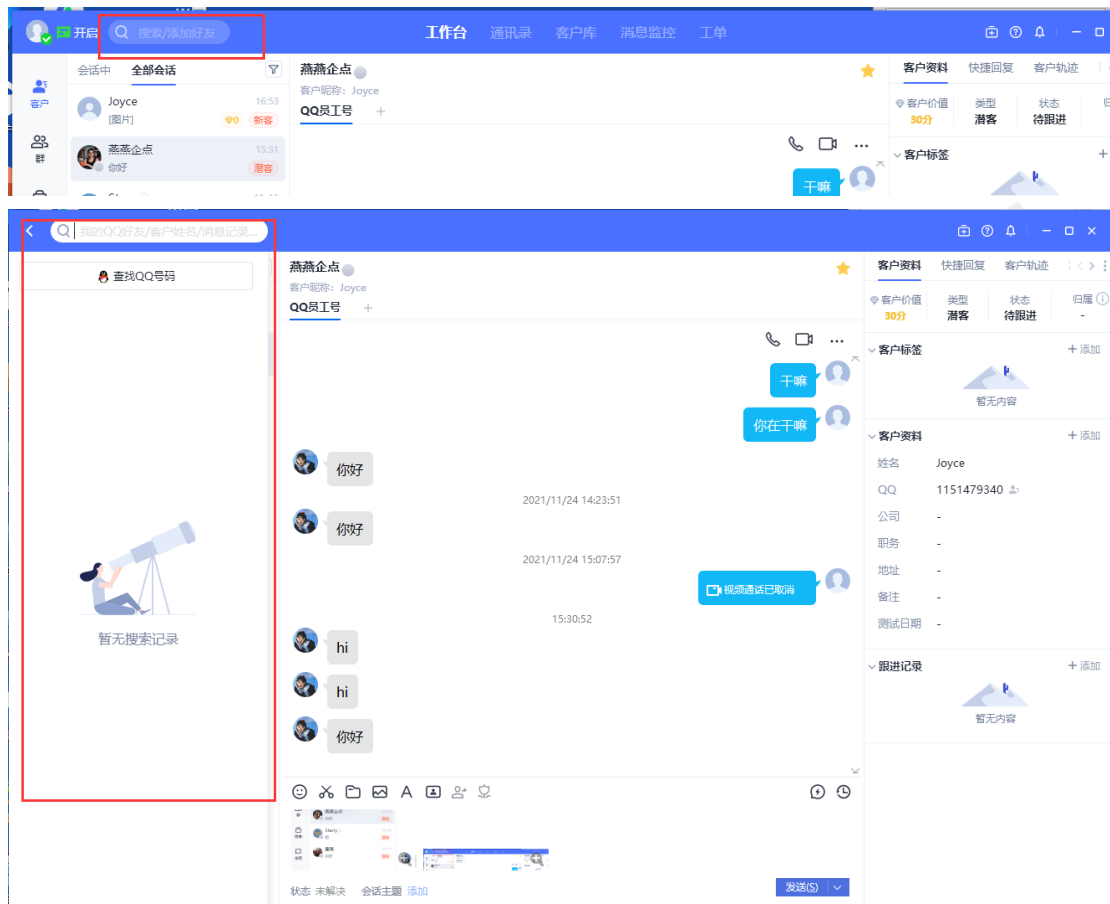 开启
搜索/添加好友
工作台 通讯录 客户库 消息监控 工单
会话中 全部会话
客户
群
Joyce 16:53
[图片] 0 新客
燕燕企点 15:31
你好 潜客
燕燕企点
客户昵称: Joyce
QQ员工号 +
干嘛
客户资料 快捷回复 客户轨迹
客户价值 类型 状态
30分 潜客 待跟进
客户标签 +
我的QQ好友/客户姓名/消息记录...
查找QQ号码
暂无搜索记录
燕燕企点
客户昵称: Joyce
QQ员工号 +
干嘛
你在干嘛
你好
2021/11/24 14:23:51
你好
2021/11/24 15:07:57
视频通话已取消
15:30:52
hi
hi
你好
状态 未解决 会话主题 添加
发送(S)
客户资料 快捷回复 客户轨迹
客户价值 类型 状态 归属
30分 潜客 待跟进 -
客户标签 + 添加
暂无内容
客户资料 + 添加
姓名 Joyce
QQ 1151479340
公司 -
职务 -
地址 -
备注 -
测试日期 -
跟进记录 + 添加
暂无内容